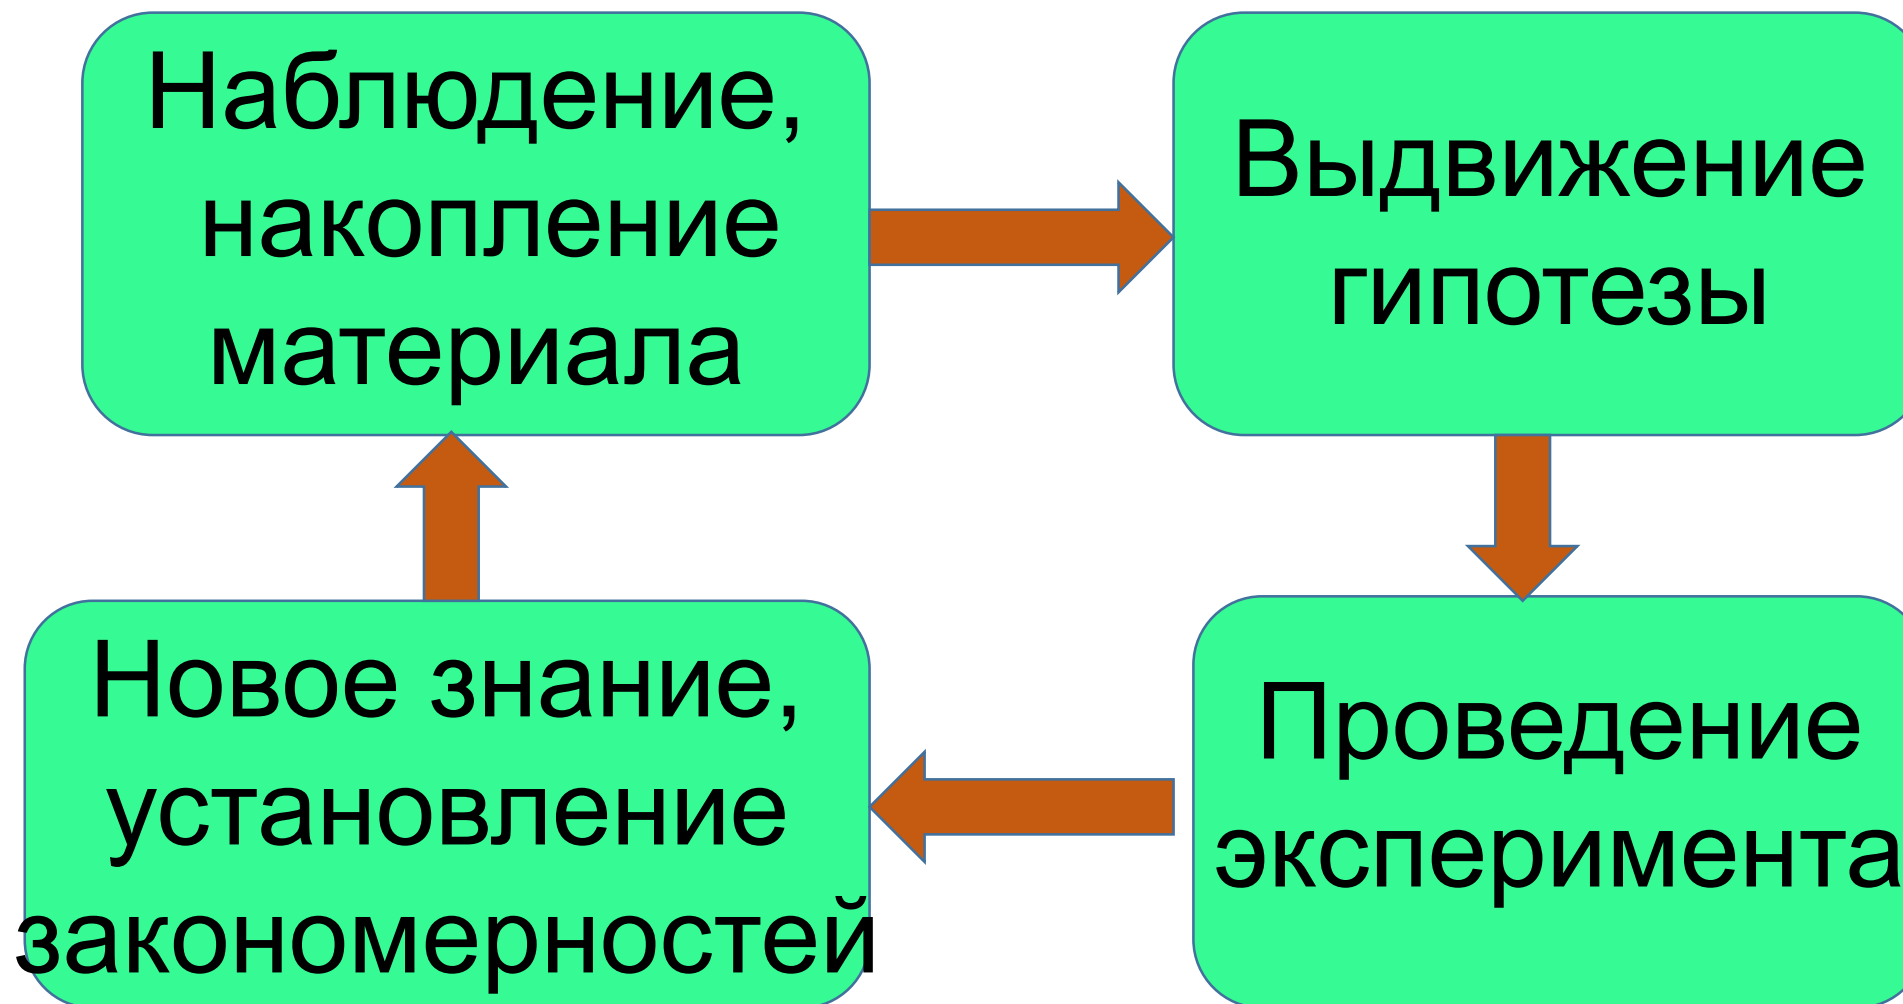 Наблюдение,
накопление
материала
Выдвижение
гипотезы
Новое знание,
установление
закономерностей
Проведение
эксперимента